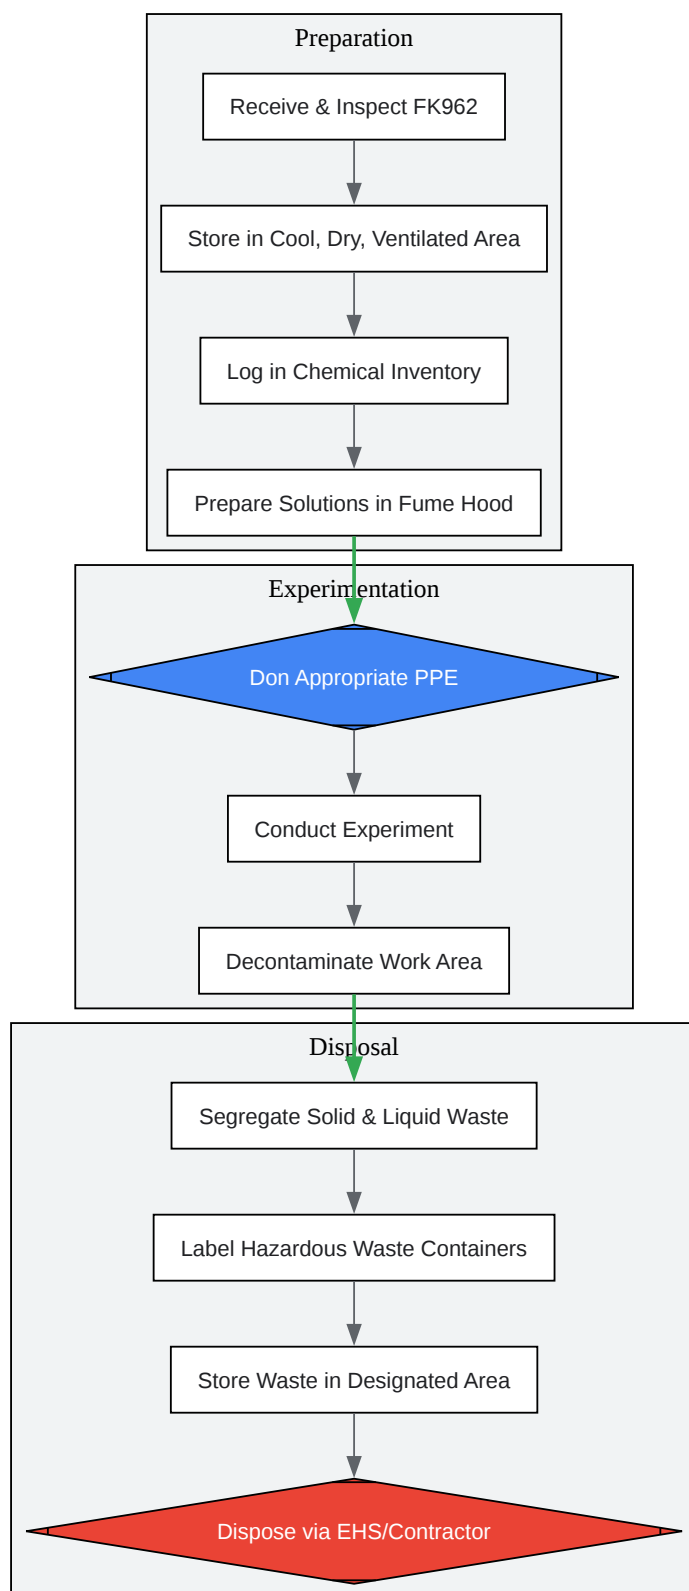 Preparation
Receive & Inspect FK962
Store in Cool, Dry, Ventilated Area
Log in Chemical Inventory
Prepare Solutions in Fume Hood
Experimentation
Don Appropriate PPE
Conduct Experiment
Decontaminate Work Area
Disposal
Segregate Solid & Liquid Waste
Label Hazardous Waste Containers
Store Waste in Designated Area
Dispose via EHS/Contractor